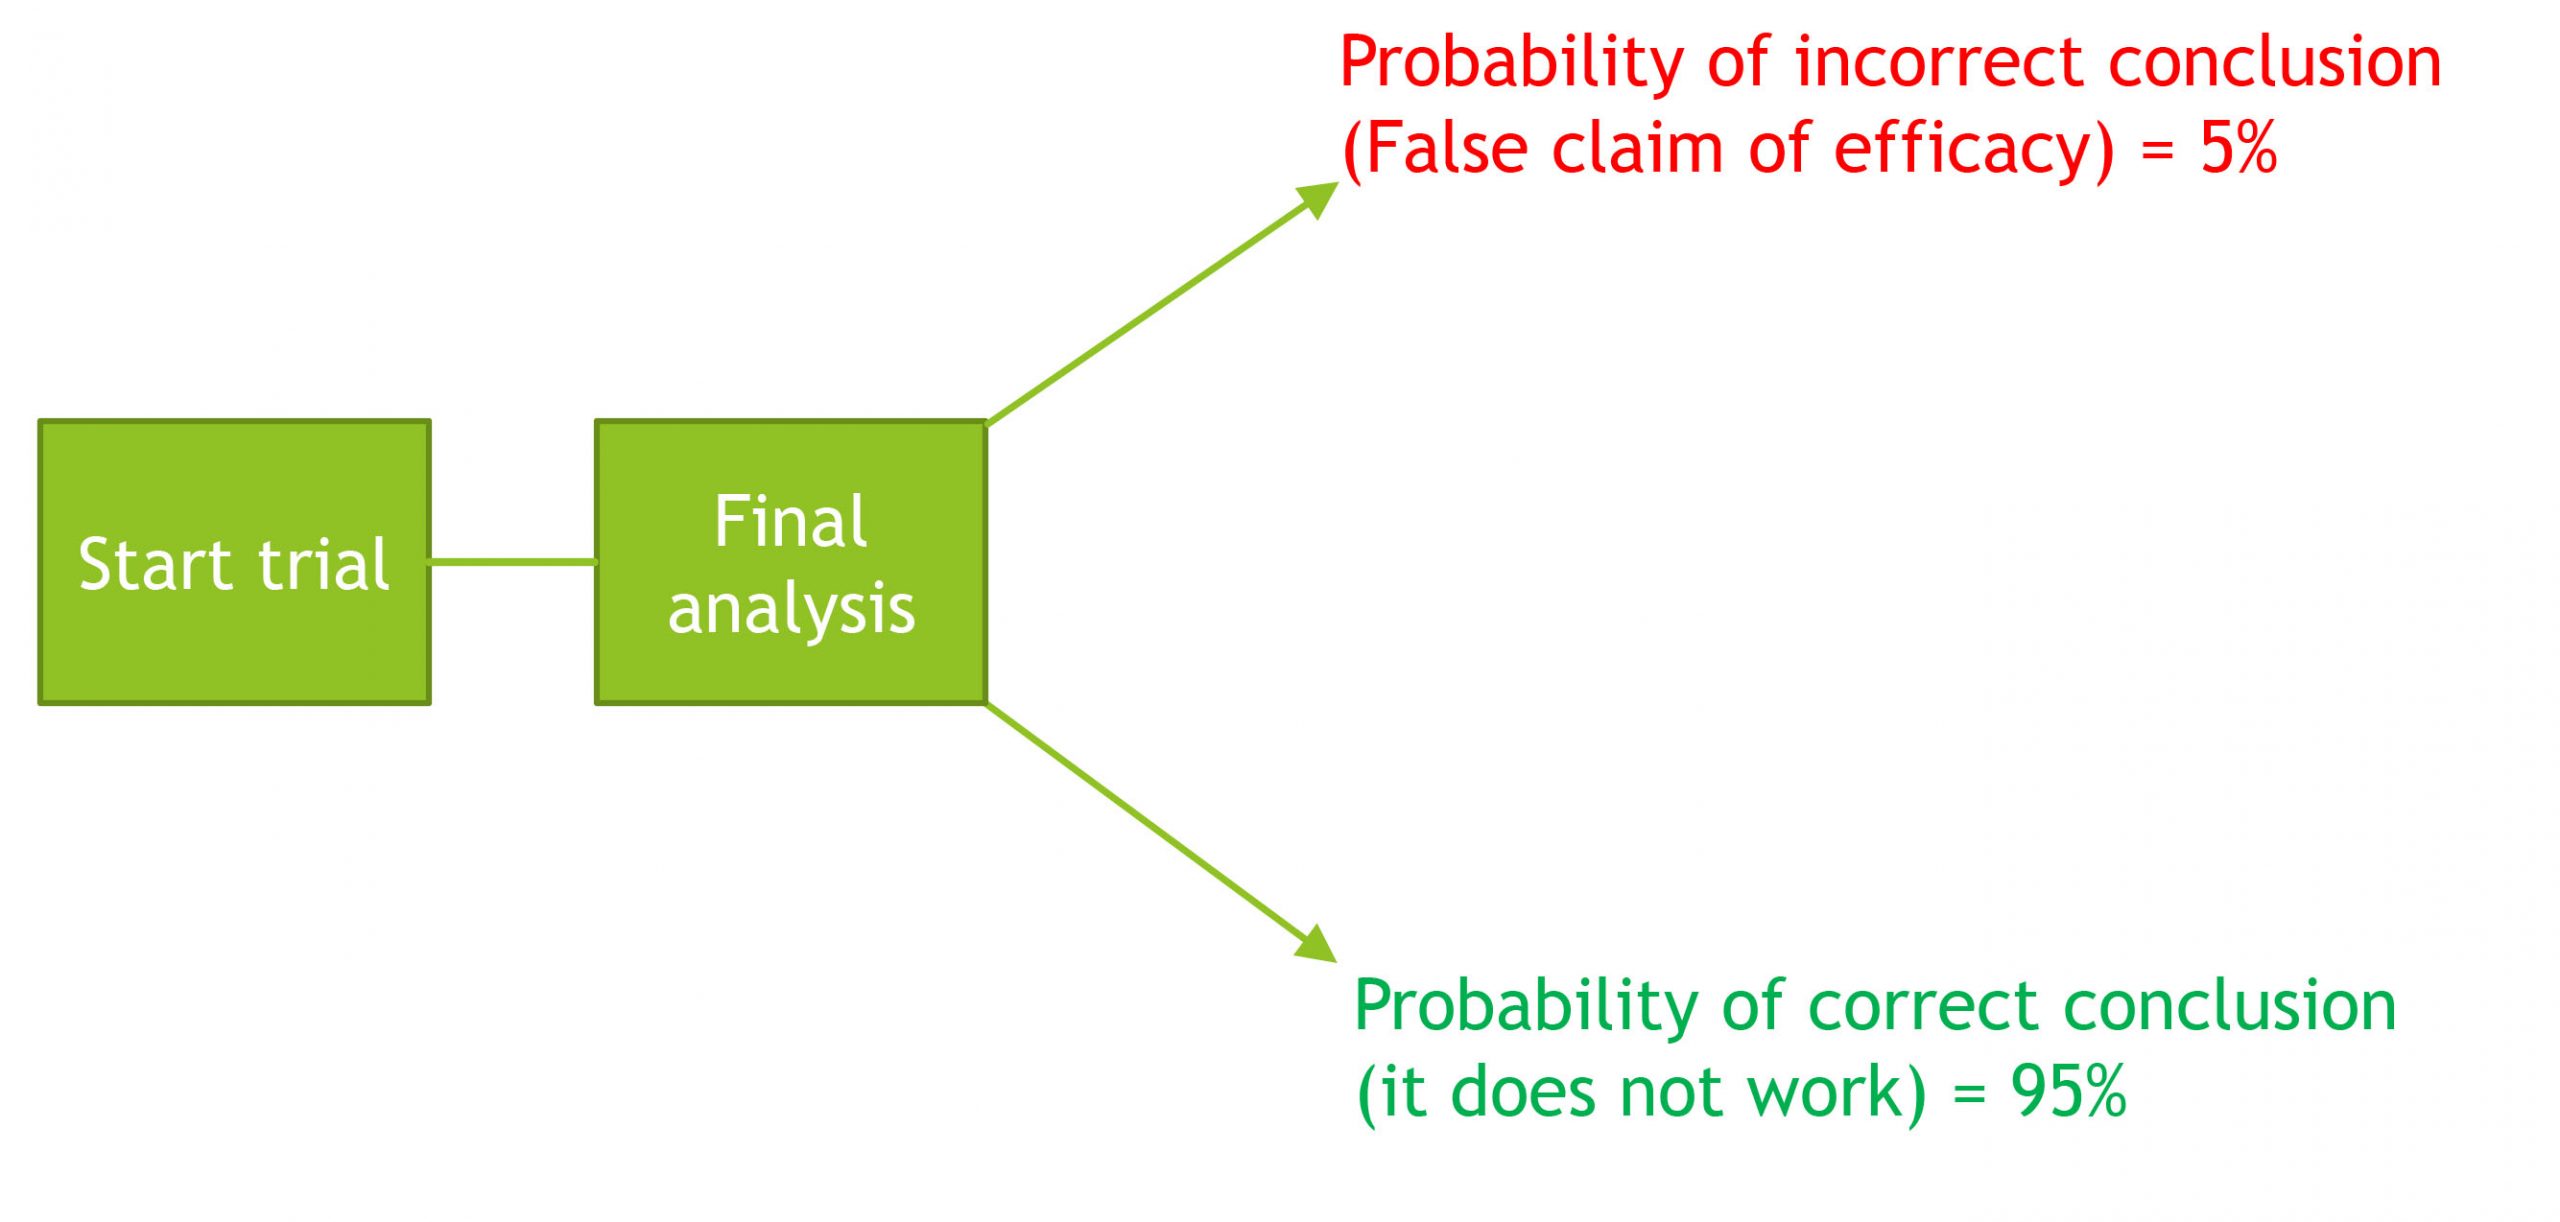 Probability of incorrect conclusion
(False claim of efficacy) = 5%
Start trial
Final
analysis
Probability of correct conclusion
(it does not work) = 95%